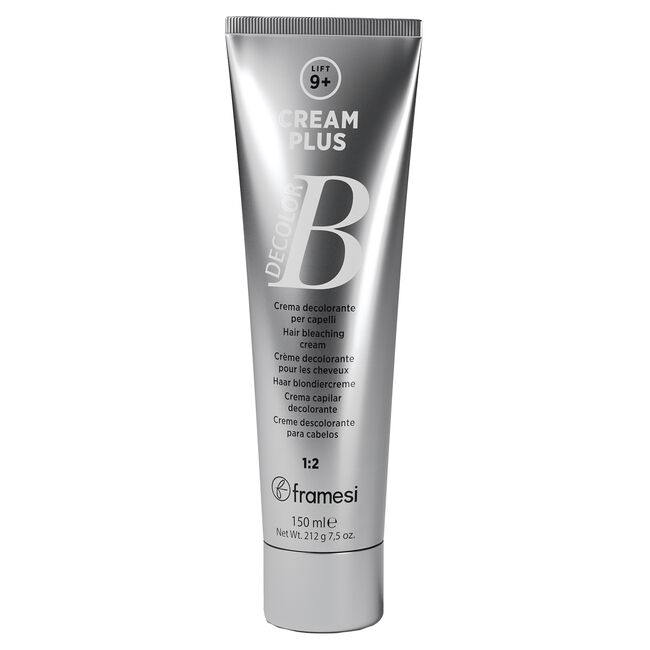 LIFT
9+
CREAM
PLUS
DECOLOR B
Crema decolorante
per capelli
Hair bleaching
cream
Crème decolorante
pour les cheveux
Haar blondiercreme
Crema capilar
decolorante
Creme descolorante
para cabelos
1:2
framesi
150 ml e
Net Wt. 212 g 7,5 oz.